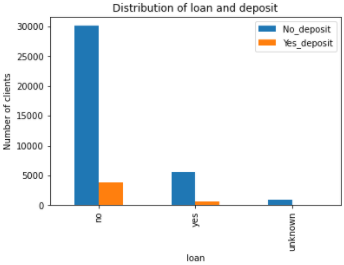 Distribution of loan and deposit
No_deposit
Yes_deposit
Number of clients
30000
25000
20000
15000
10000
5000
0
no
yes
unknown
loan